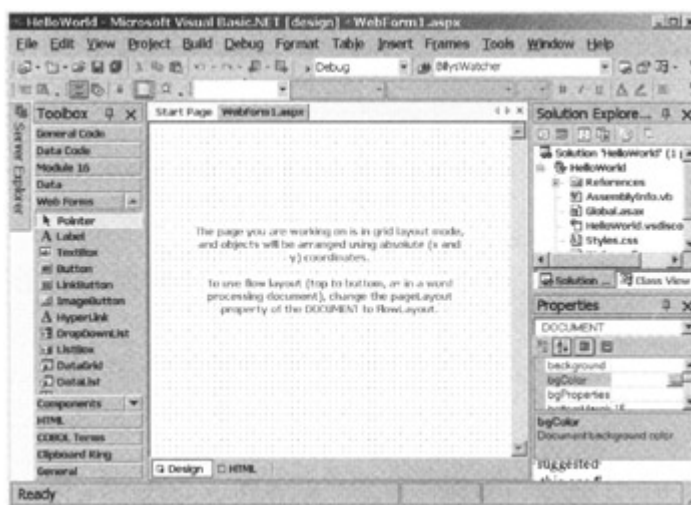 HelloWorld - Microsoft Visual Basic.NET [design] - WebForm1.aspx
File Edit View Project Build Debug Format Table Insert Frames Tools Window Help
Debug
BillysWatcher
Server Explorer
Toolbox
General Code
Data Code
Module 16
Data
Web Forms
Pointer
Label
TextBox
Button
LinkButton
ImageButton
HyperLink
DropDownList
ListBox
DataGrid
DataList
Components
HTML
COBOL Terms
Clipboard King
General
Start Page WebForm1.aspx
The page you are working on is in grid layout mode,
and objects will be arranged using absolute (x and
y) coordinates.
To use flow layout (top to bottom, as in a word
processing document), change the pageLayout
property of the DOCUMENT to FlowLayout.
Design HTML
Solution Explore...
Solution 'HelloWorld' (1 p
HelloWorld
References
AssemblyInfo.vb
Global.asax
HelloWorld.vsdisco
Styles.css
Solution ... Class View
Properties
DOCUMENT
background
bgColor
bgProperties
bgColor
Document background color.
suggested
Ready